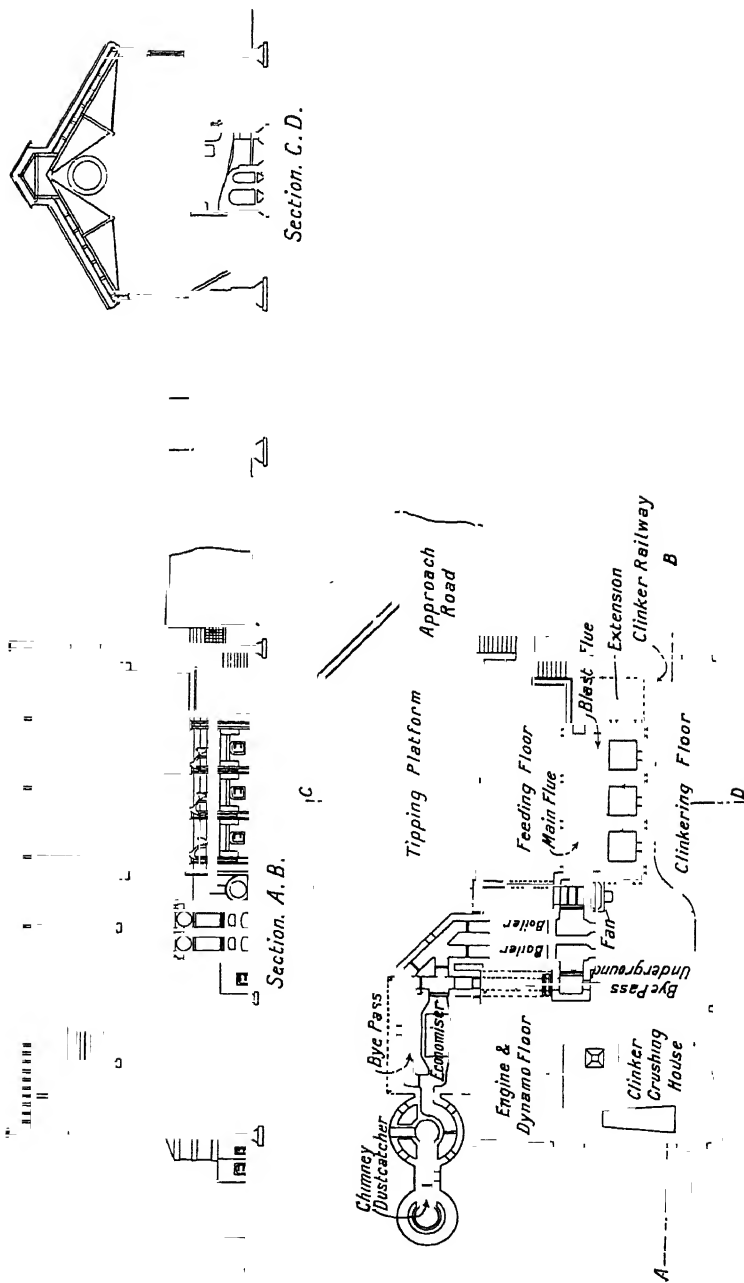 Section. C.D.
Section. A.B.
C
Approach
Road
Tipping Platform
Feeding Floor
Main Flue
Blast Flue
Extension
Clinker Railway
B
Clinkering Floor
D
Boiler
Boiler
Fan
Bye Pass
Underground
Bye Pass
Economiser
Engine &
Dynamo Floor
Clinker
Crushing
House
Chimney
Dustcatcher
A